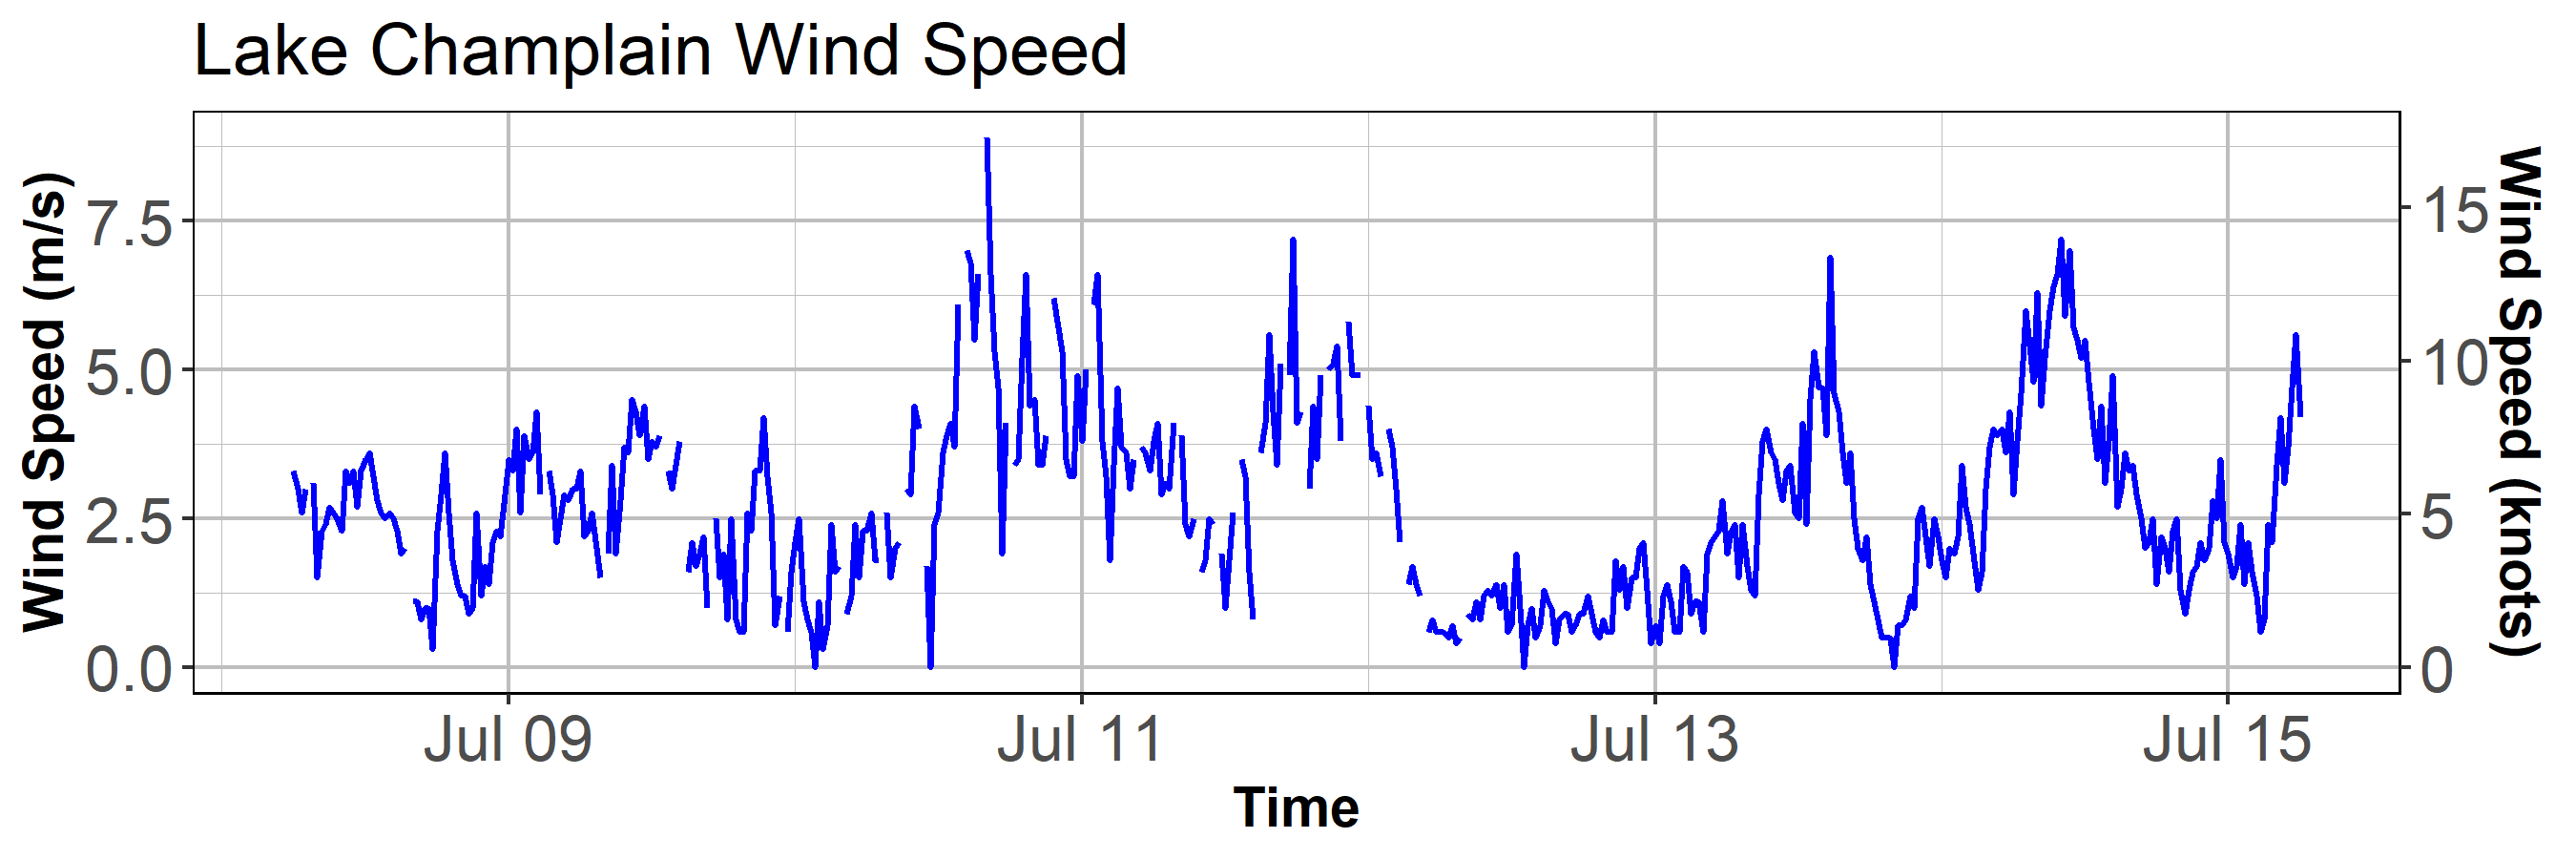 Lake Champlain Wind Speed
Wind Speed (m/s)
7.5
5.0
2.5
0.0
15
10
5
0
Wind Speed (knots)
Jul 09
Jul 11
Jul 13
Jul 15
Time